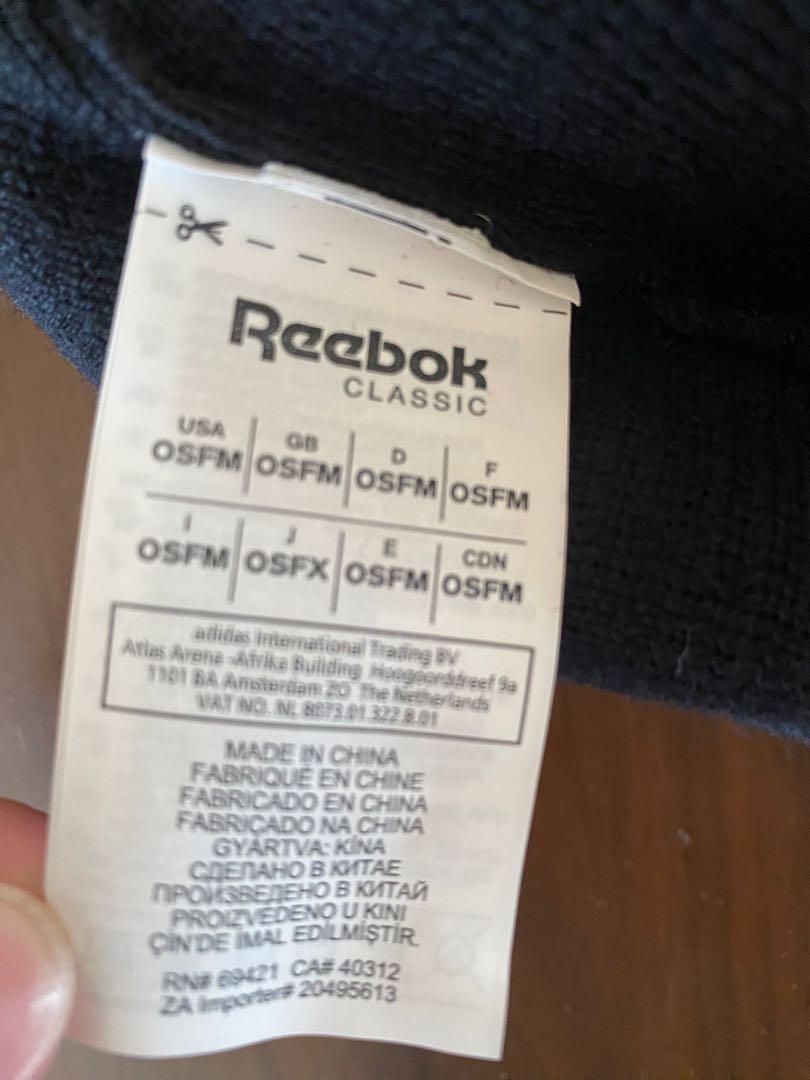 Reebok
CLASSIC
USA GB D F
OSFM OSFM OSFM OSFM
I J E CDN
OSFM OSFX OSFM OSFM
adidas International Trading BV
Atlas Arena -Afrika Building Hoogoorddreef 9a
1101 BA Amsterdam ZO The Netherlands
VAT NO. NL 8073.01.322.B.01
MADE IN CHINA
FABRIQUÉ EN CHINE
FABRICADO EN CHINA
FABRICADO NA CHINA
GYÁRTVA: KÍNA
СДЕЛАНО В КИТАЕ
ПРОИЗВЕДЕНО В КИТАЙ
PROIZVEDENO U KINI
ÇİN'DE İMAL EDİLMİŞTİR.
RN# 69421 CA# 40312
ZA Importer# 20495613